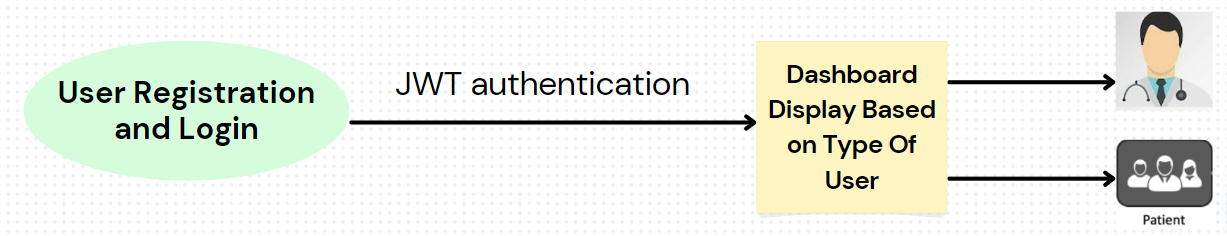 User Registration
and Login
JWT authentication
Dashboard
Display Based
on Type Of
User
Patient